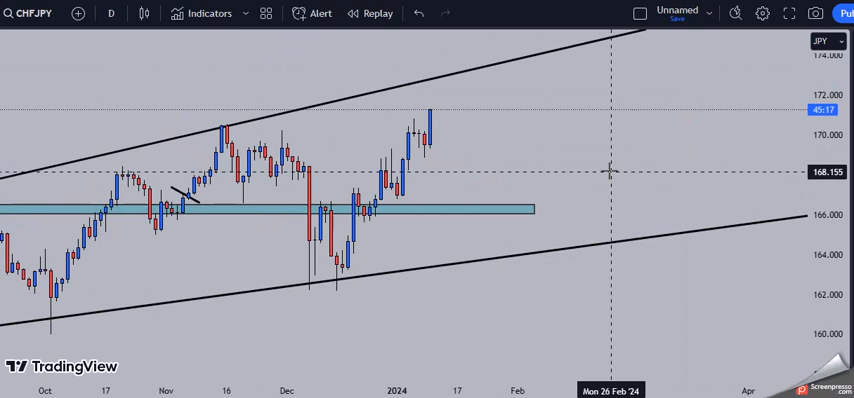 CHFJPY D Indicators Alert Replay Unnamed Save Pu
JPY
174.000
172.000
45:17
170.000
168.155
166.000
164.000
162.000
160.000
TradingView
Oct 17 Nov 16 Dec 2024 17 Feb Mon 26 Feb '24 Apr
Screenpresso
.com